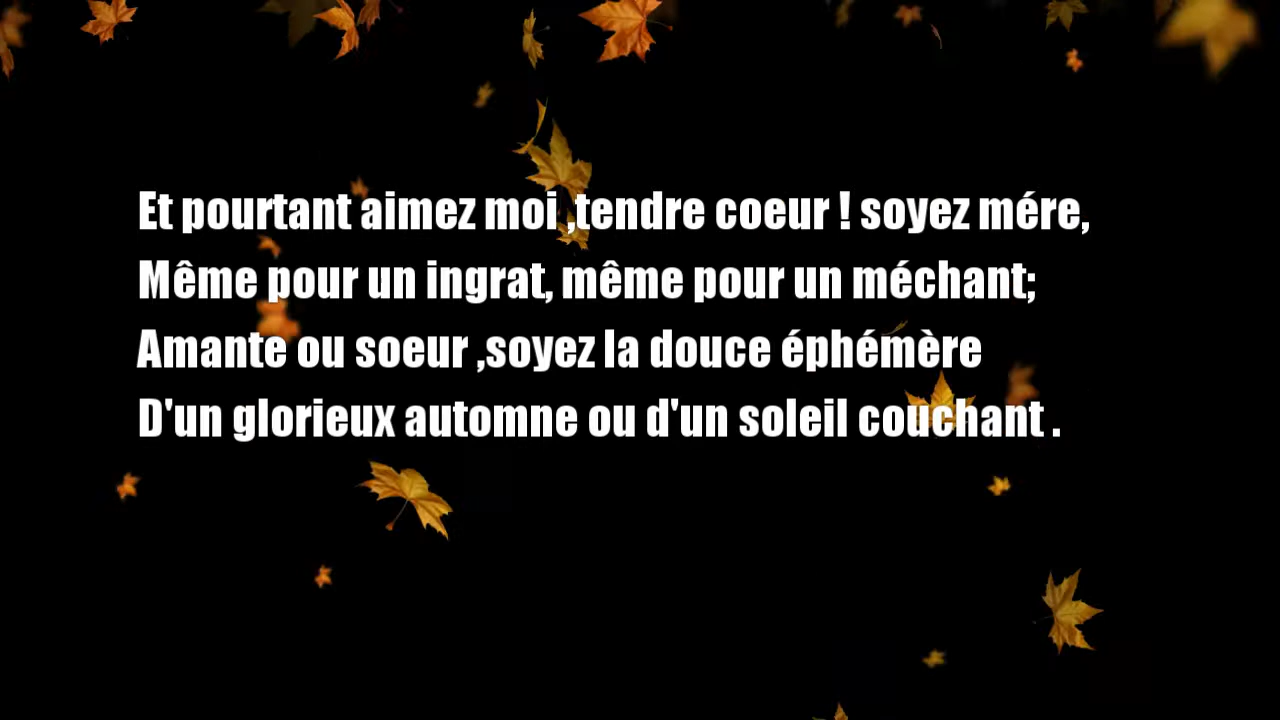 Et pourtant aimez moi ,tendre coeur ! soyez mére,
Même pour un ingrat, même pour un méchant;
Amante ou soeur ,soyez la douce éphémère
D'un glorieux automne ou d'un soleil couchant .